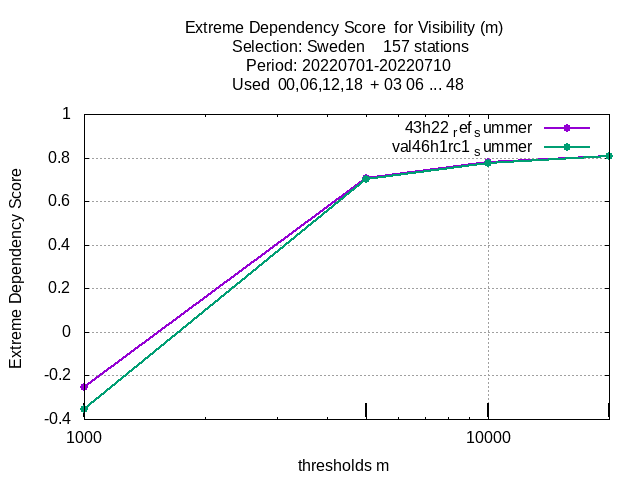 Extreme Dependency Score  for Visibility (m)
Selection: Sweden    157 stations
Period: 20220701-20220710
Used  00,06,12,18  + 03 06 ... 48
43h22 ref summer
val46h1rc1 summer
Extreme Dependency Score
1
0.8
0.6
0.4
0.2
0
-0.2
-0.4
1000 10000
thresholds m